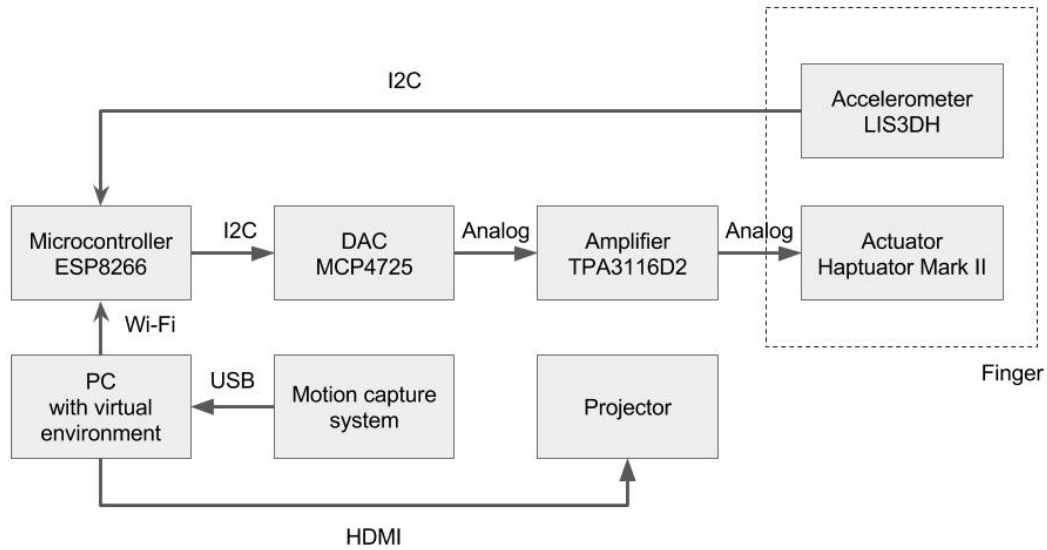 I2C
Accelerometer
LIS3DH
Microcontroller
ESP8266
I2C
DAC
MCP4725
Analog
Amplifier
TPA3116D2
Analog
Actuator
Haptuator Mark II
Wi-Fi
Finger
PC
with virtual
environment
USB
Motion capture
system
Projector
HDMI